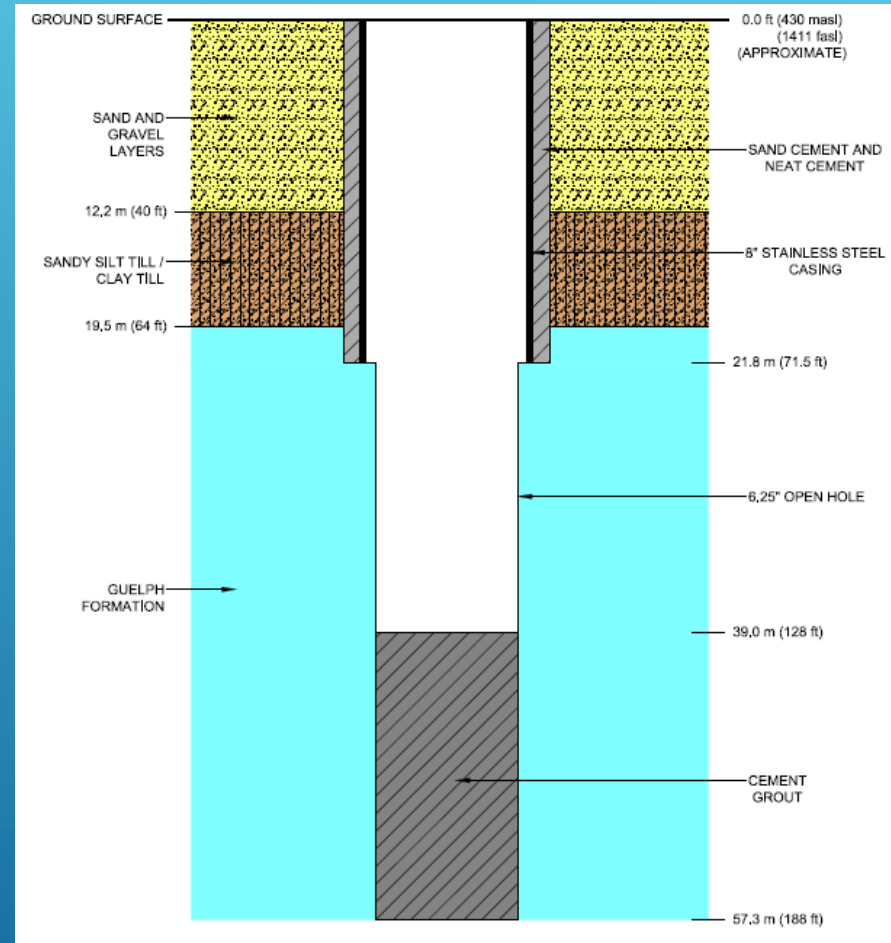 GROUND SURFACE
0.0 ft (430 masl)
(1411 fasl)
(APPROXIMATE)
SAND AND
GRAVEL
LAYERS
SAND CEMENT AND
NEAT CEMENT
12,2 m (40 ft)
SANDY SILT TILL /
CLAY TILL
8" STAINLESS STEEL
CASING
19,5 m (64 ft)
21.8 m (71.5 ft)
6,25" OPEN HOLE
GUELPH
FORMATION
39,0 m (128 ft)
CEMENT
GROUT
57,3 m (188 ft)